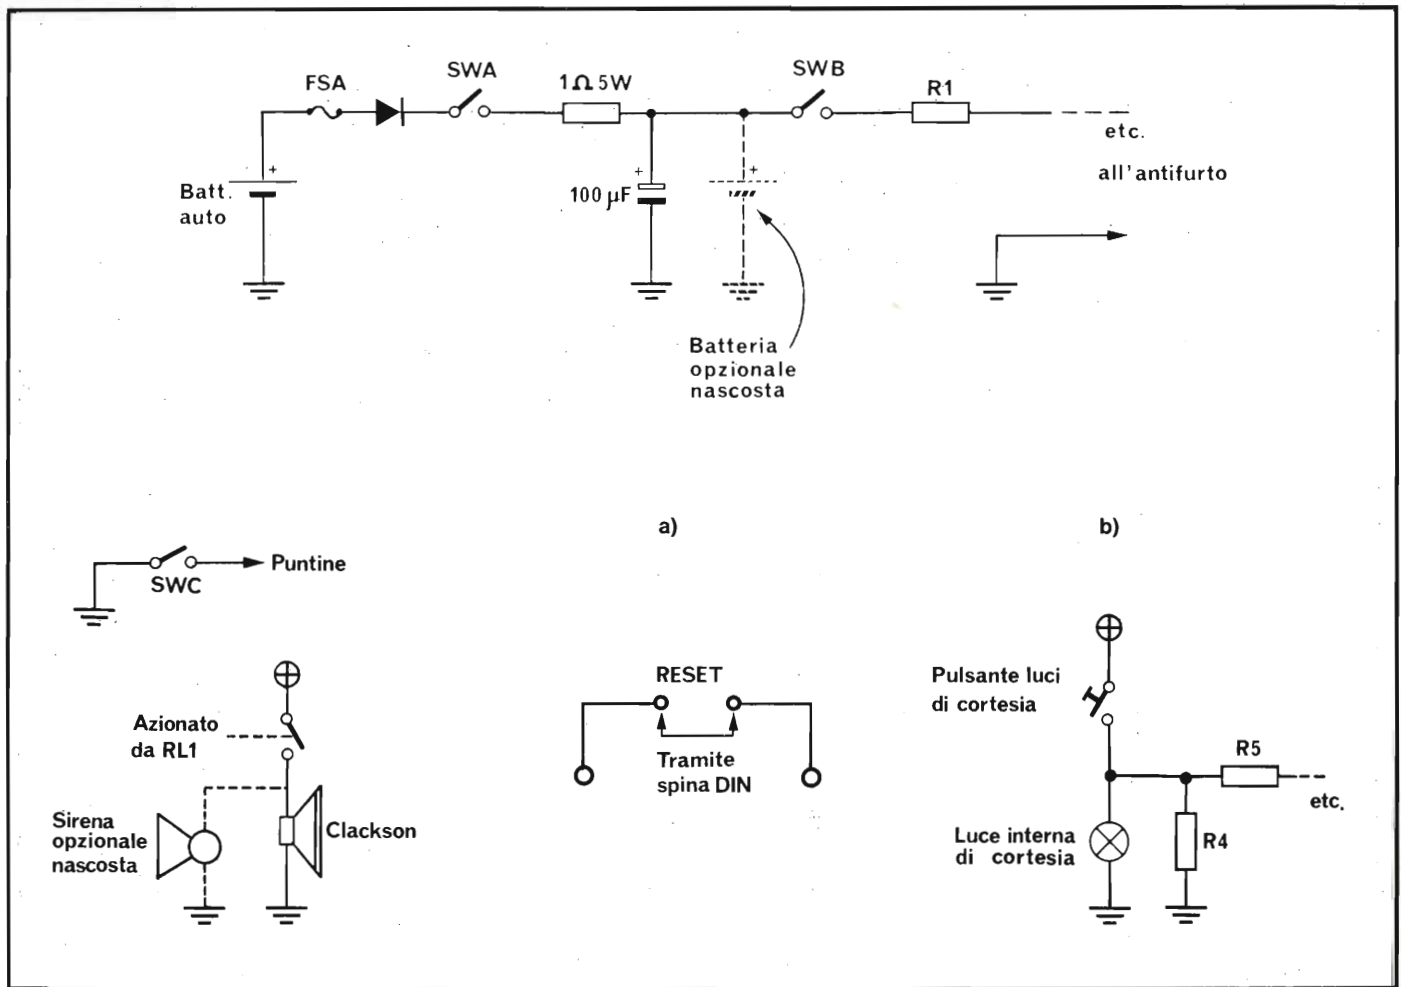 FSA
SWA
1Ω 5W
SWB
R1
etc.
all'antifurto
+
Batt.
auto
+
100 µF
+
Batteria
opzionale
nascosta
a)
b)
SWC
Puntine
Azionato
da RL1
Sirena
opzionale
nascosta
Clackson
RESET
Tramite
spina DIN
Pulsante luci
di cortesia
R5
etc.
Luce interna
di cortesia
R4